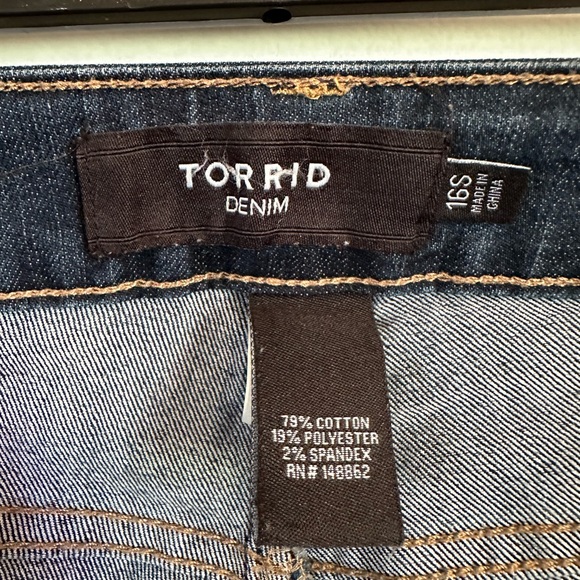 TORRID
DENIM
16S
MADE IN
CHINA
79% COTTON
19% POLYESTER
2% SPANDEX
RN# 148862